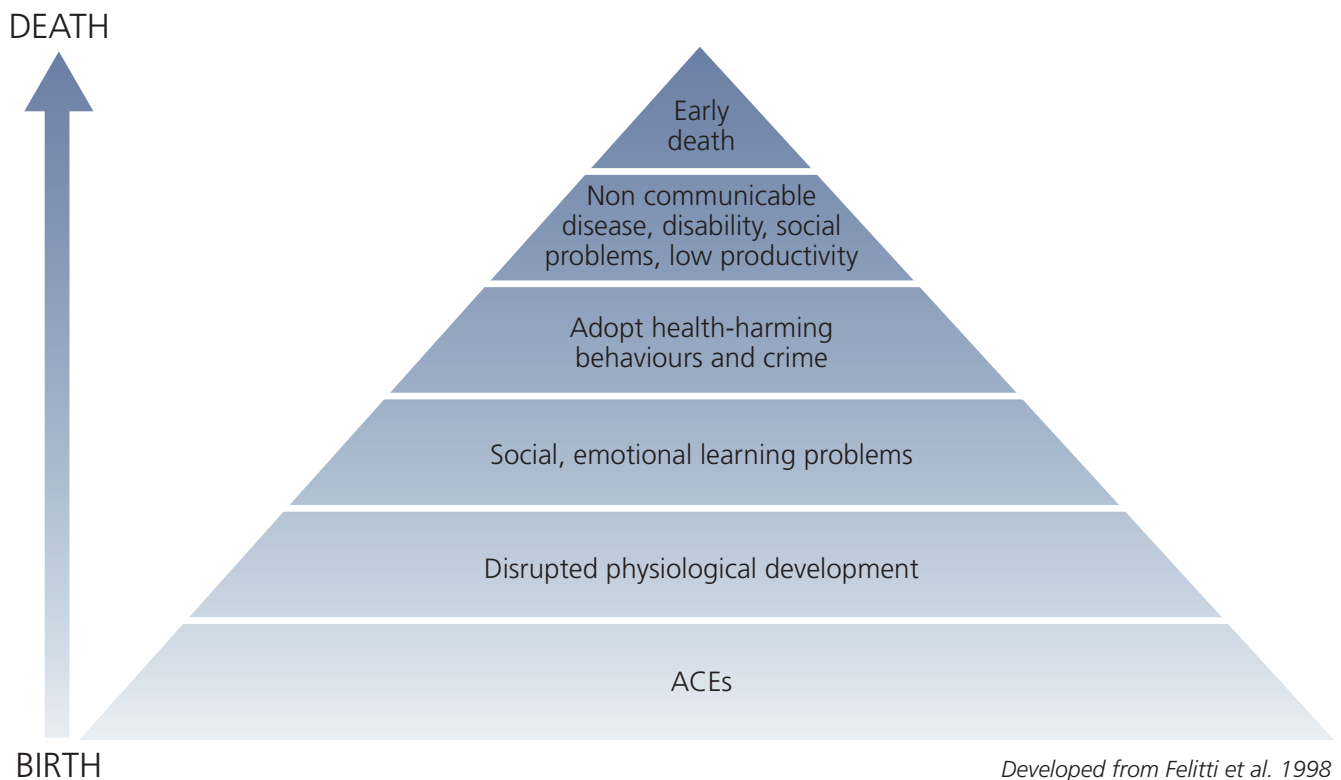 DEATH
Early
death
Non communicable
disease, disability, social
problems, low productivity
Adopt health-harming
behaviours and crime
Social, emotional learning problems
Disrupted physiological development
ACEs
BIRTH
Developed from Felitti et al. 1998